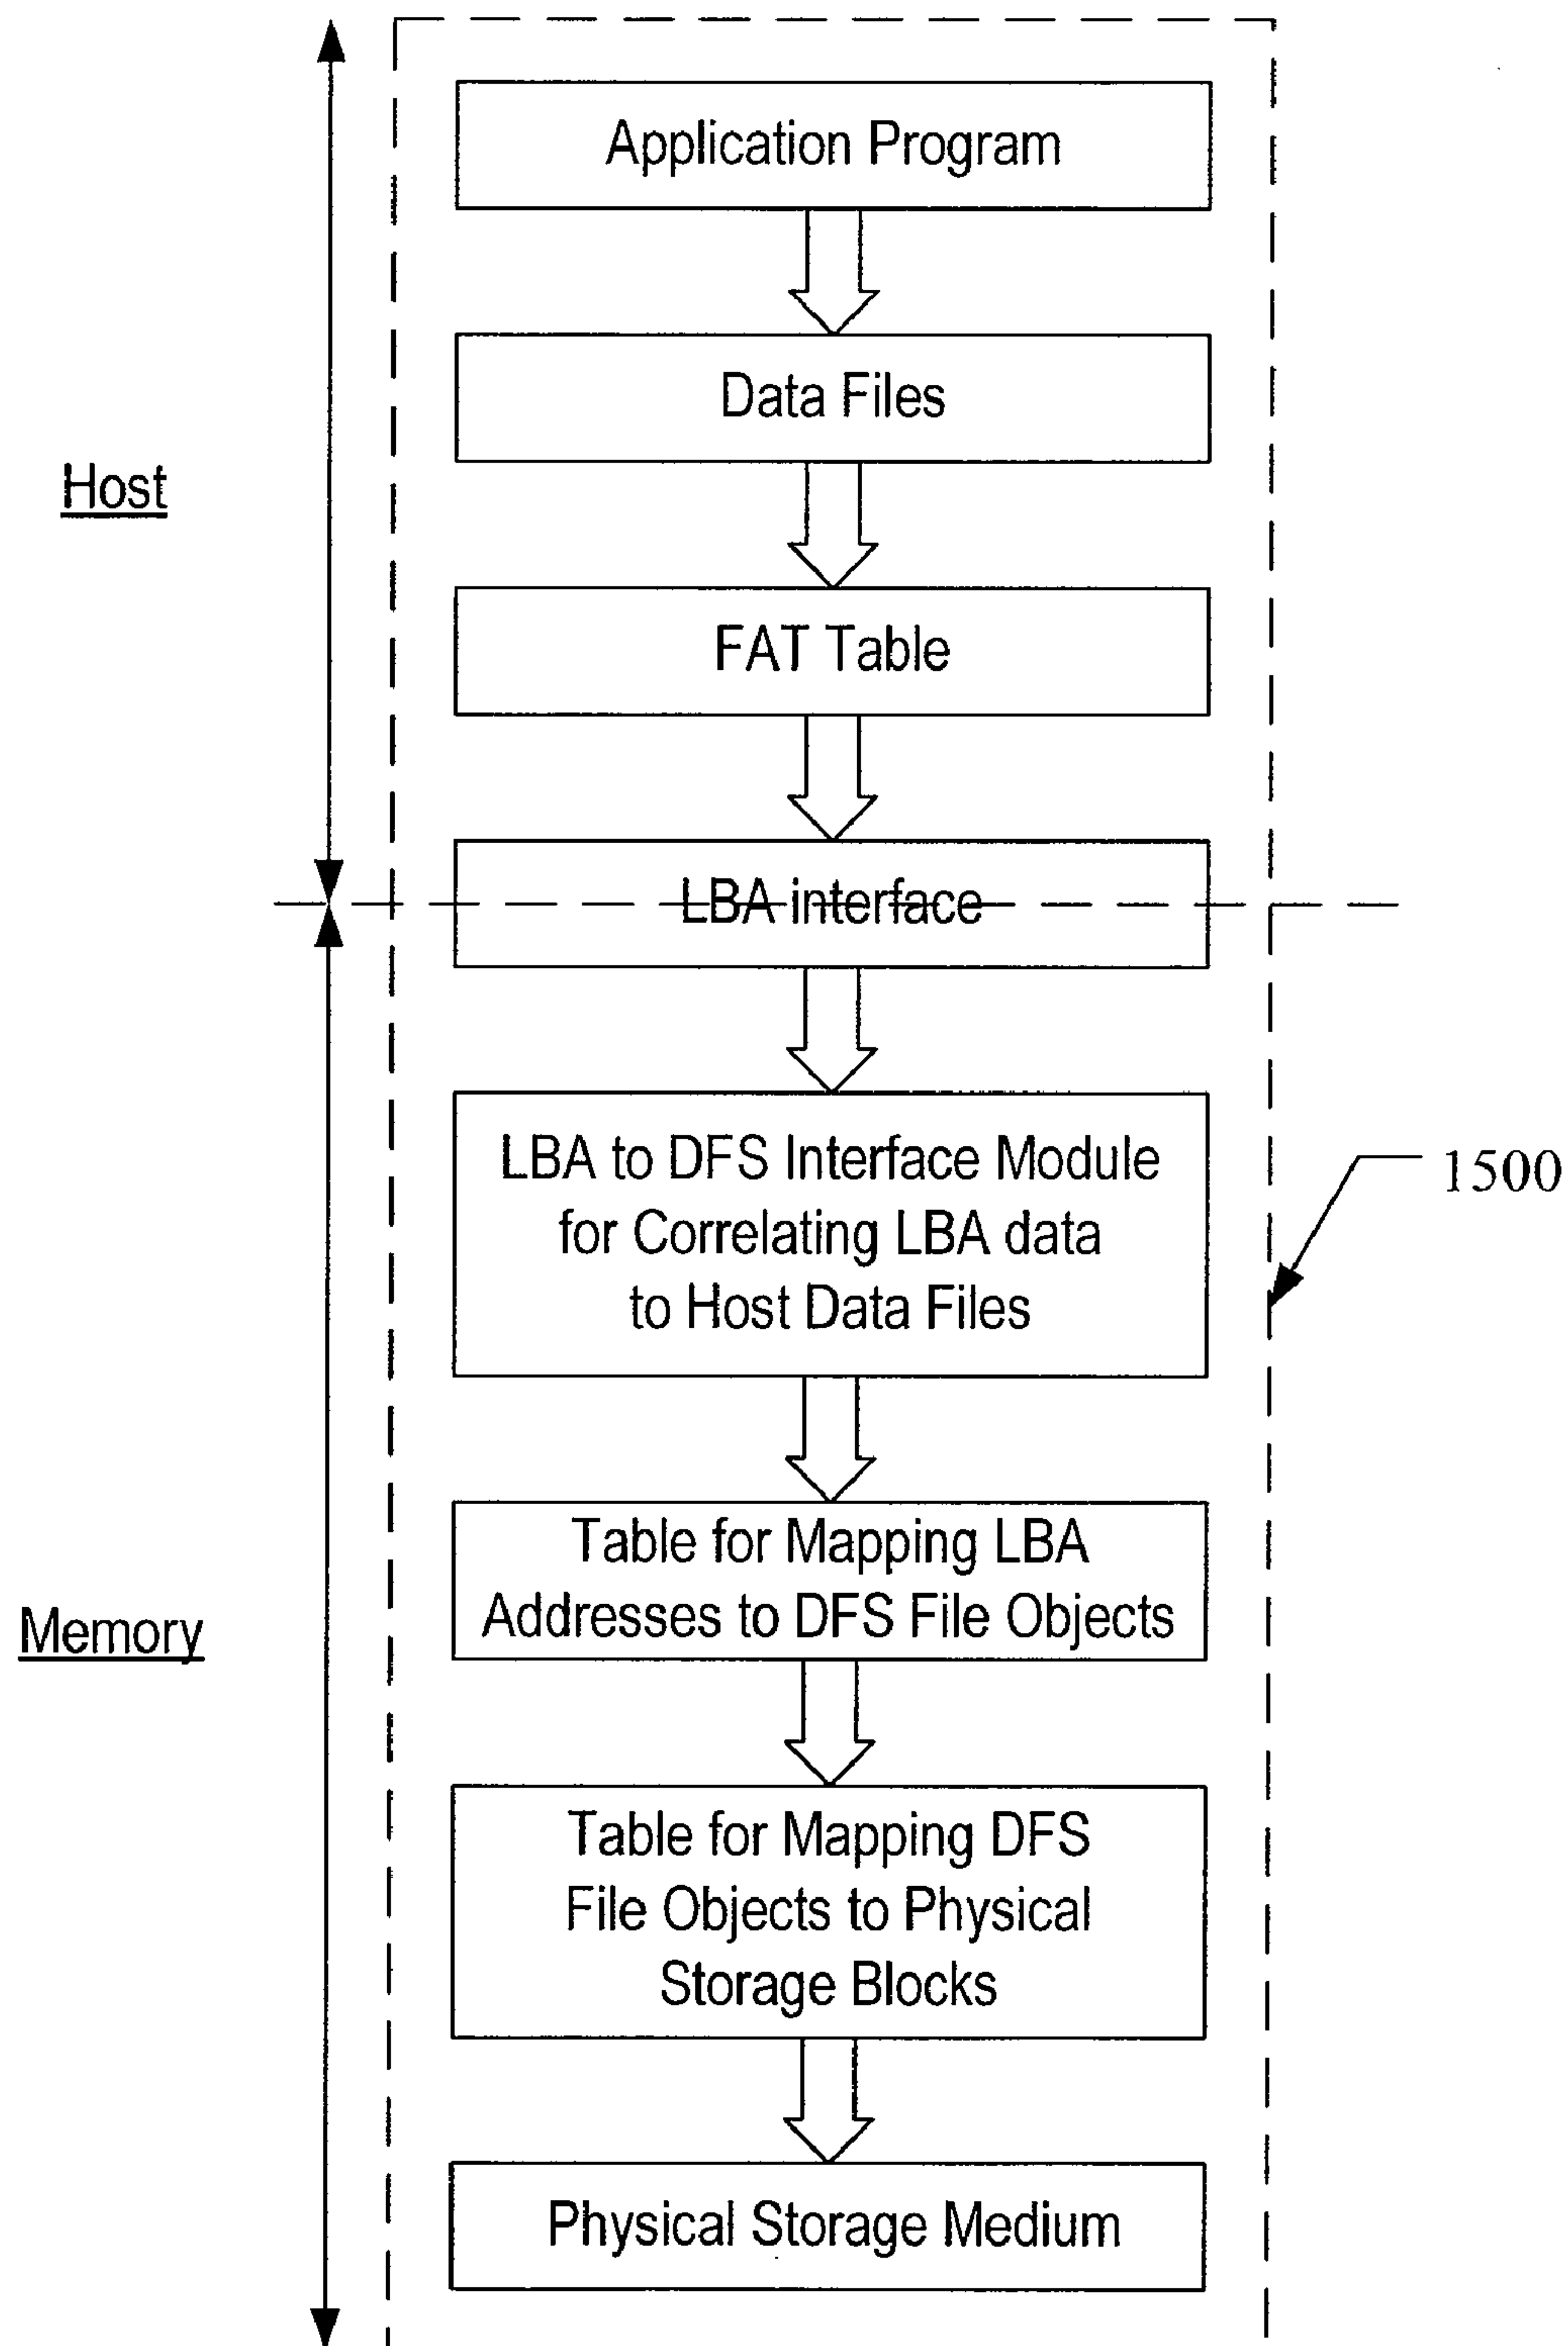 Application Program
Data Files
Host
FAT Table
LBA interface
LBA to DFS Interface Module
for Correlating LBA data
to Host Data Files
1500
Table for Mapping LBA
Addresses to DFS File Objects
Memory
Table for Mapping DFS
File Objects to Physical
Storage Blocks
Physical Storage Medium